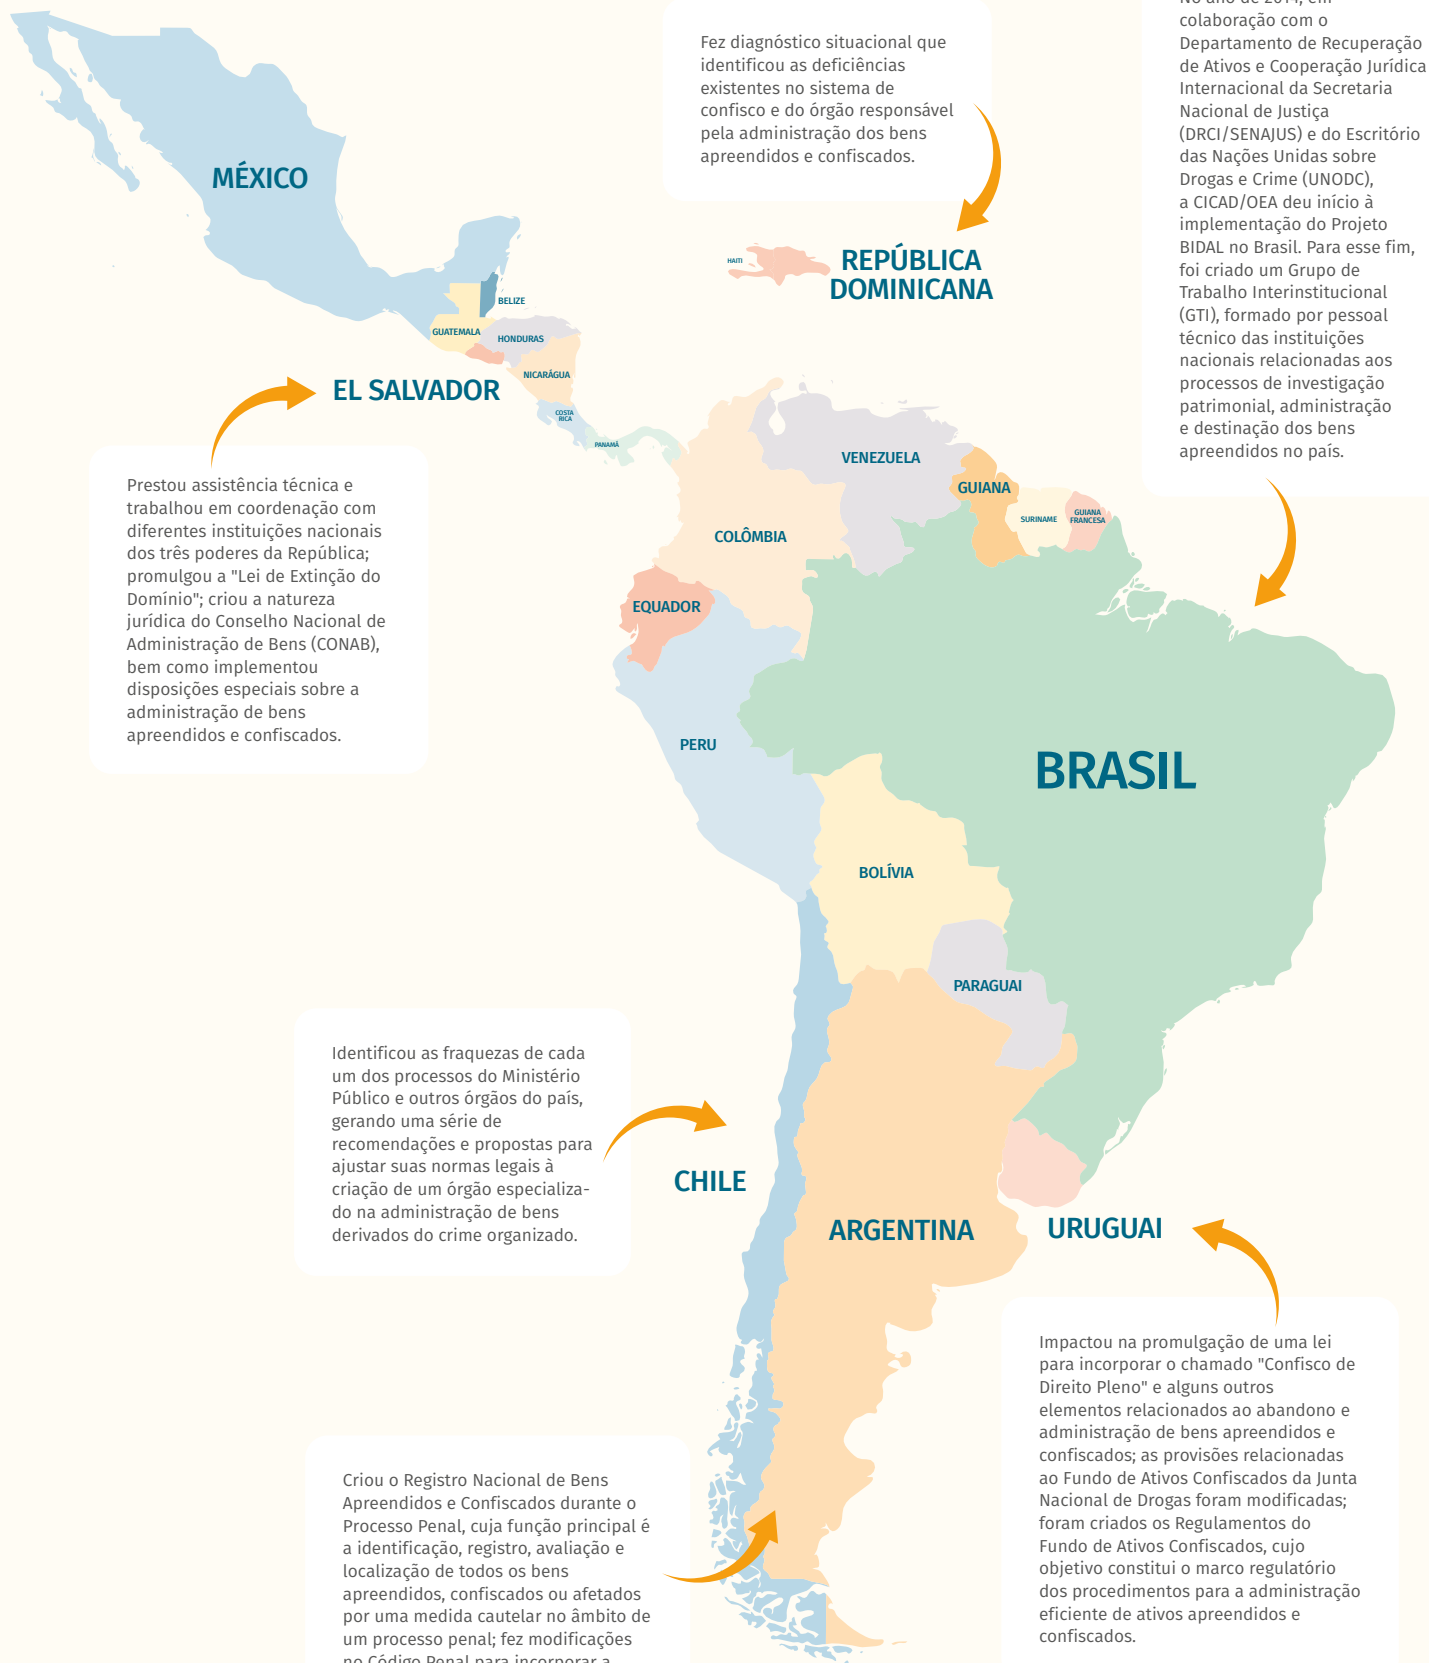 No ano de 2014, em
colaboração com o
Departamento de Recuperação
de Ativos e Cooperação Jurídica
Internacional da Secretaria
Nacional de Justiça
(DRCI/SENAJUS) e do Escritório
das Nações Unidas sobre
Drogas e Crime (UNODC),
a CICAD/OEA deu início à
implementação do Projeto
BIDAL no Brasil. Para esse fim,
foi criado um Grupo de
Trabalho Interinstitucional
(GTI), formado por pessoal
técnico das instituições
nacionais relacionadas aos
processos de investigação
patrimonial, administração
e destinação dos bens
apreendidos no país.
Fez diagnóstico situacional que
identificou as deficiências
existentes no sistema de
confisco e do órgão responsável
pela administração dos bens
apreendidos e confiscados.
MÉXICO
HAITI
REPÚBLICA
DOMINICANA
BELIZE
GUATEMALA
HONDURAS
NICARÁGUA
EL SALVADOR
COSTA
RICA
PANAMÁ
VENEZUELA
GUIANA
SURINAME
GUIANA
FRANCESA
COLÔMBIA
EQUADOR
Prestou assistência técnica e
trabalhou em coordenação com
diferentes instituições nacionais
dos três poderes da República;
promulgou a "Lei de Extinção do
Domínio"; criou a natureza
jurídica do Conselho Nacional de
Administração de Bens (CONAB),
bem como implementou
disposições especiais sobre a
administração de bens
apreendidos e confiscados.
PERU
BRASIL
BOLÍVIA
PARAGUAI
Identificou as fraquezas de cada
um dos processos do Ministério
Público e outros órgãos do país,
gerando uma série de
recomendações e propostas para
ajustar suas normas legais à
criação de um órgão especializa-
do na administração de bens
derivados do crime organizado.
CHILE
ARGENTINA
URUGUAI
Impactou na promulgação de uma lei
para incorporar o chamado "Confisco de
Direito Pleno" e alguns outros
elementos relacionados ao abandono e
administração de bens apreendidos e
confiscados; as provisões relacionadas
ao Fundo de Ativos Confiscados da Junta
Nacional de Drogas foram modificadas;
foram criados os Regulamentos do
Fundo de Ativos Confiscados, cujo
objetivo constitui o marco regulatório
dos procedimentos para a administração
eficiente de ativos apreendidos e
confiscados.
Criou o Registro Nacional de Bens
Apreendidos e Confiscados durante o
Processo Penal, cuja função principal é
a identificação, registro, avaliação e
localização de todos os bens
apreendidos, confiscados ou afetados
por uma medida cautelar no âmbito de
um processo penal; fez modificações
no Código Penal para incorporar a